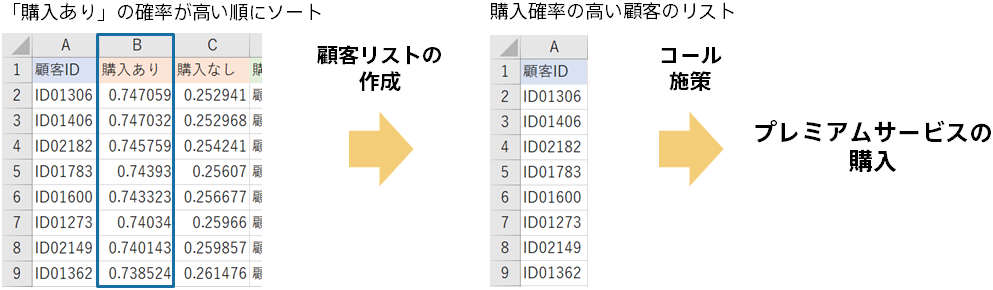 「購入あり」の確率が高い順にソート
A B C
1 顧客ID 購入あり 購入なし
2 ID01306 0.747059 0.252941 顧
3 ID01406 0.747032 0.252968 顧
4 ID02182 0.745759 0.254241 顧
5 ID01783 0.74393 0.25607 顧
6 ID01600 0.743323 0.256677 顧
7 ID01273 0.74034 0.25966 顧
8 ID02149 0.740143 0.259857 顧
9 ID01362 0.738524 0.261476 顧
顧客リストの
作成
購入確率の高い顧客のリスト
A
1 顧客ID
2 ID01306
3 ID01406
4 ID02182
5 ID01783
6 ID01600
7 ID01273
8 ID02149
9 ID01362
コール
施策
プレミアムサービスの
購入